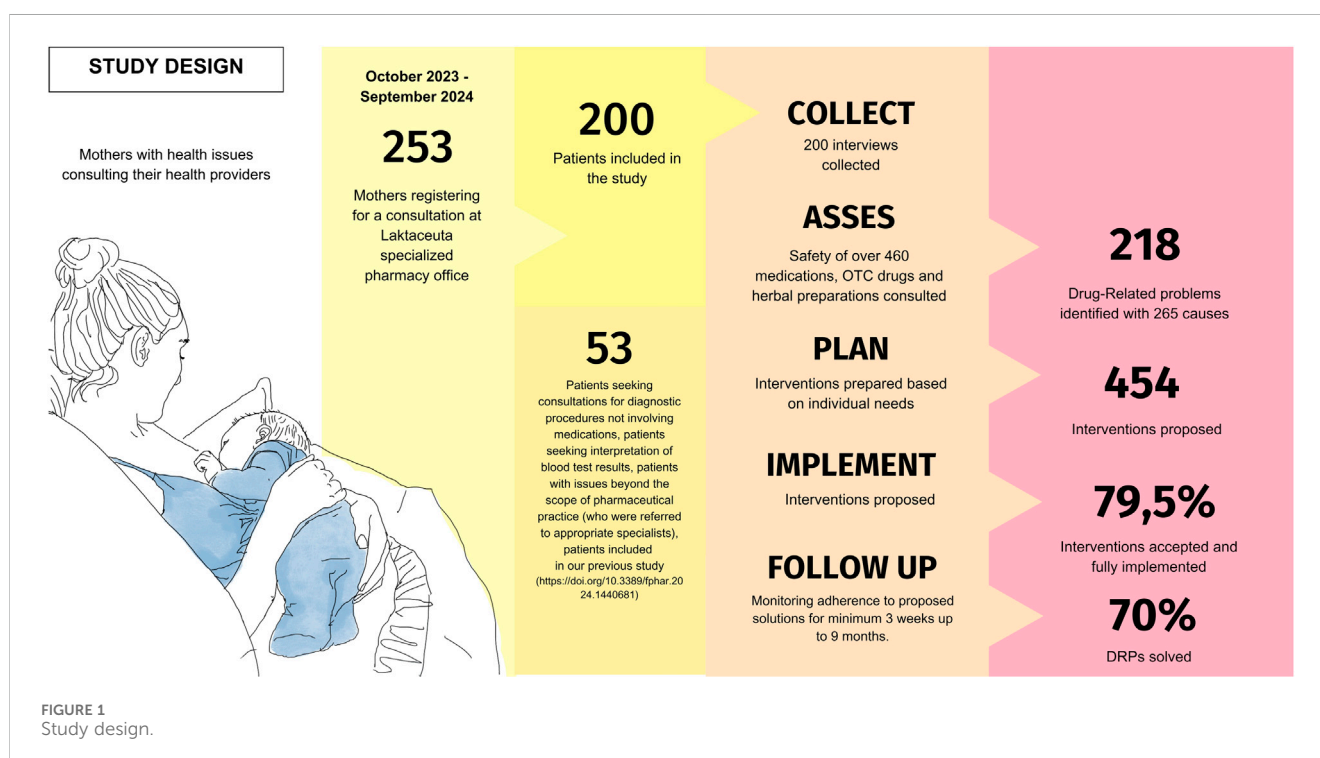 STUDY DESIGN
Mothers with health issues
consulting their health providers
October 2023 -
September 2024
253
Mothers registering
for a consultation at
Laktaceuta
specialized
pharmacy office
200
Patients included in
the study
53
Patients seeking
consultations for diagnostic
procedures not involving
medications, patients
seeking interpretation of
blood test results, patients
with issues beyond the
scope of pharmaceutical
practice (who were referred
to appropriate specialists),
patients included
in our previous study
(https://doi.org/10.3389/fphar.20
24.1440681)
COLLECT
200 interviews
collected
ASSES
Safety of over 460
medications, OTC drugs and
herbal preparations consulted
PLAN
Interventions prepared based
on individual needs
IMPLEMENT
Interventions proposed
FOLLOW UP
Monitoring adherence to proposed
solutions for minimum 3 weeks up
to 9 months.
218
Drug-Related problems
identified with 265 causes
454
Interventions proposed
79,5%
Interventions accepted and
fully implemented
70%
DRPs solved
FIGURE 1
Study design.